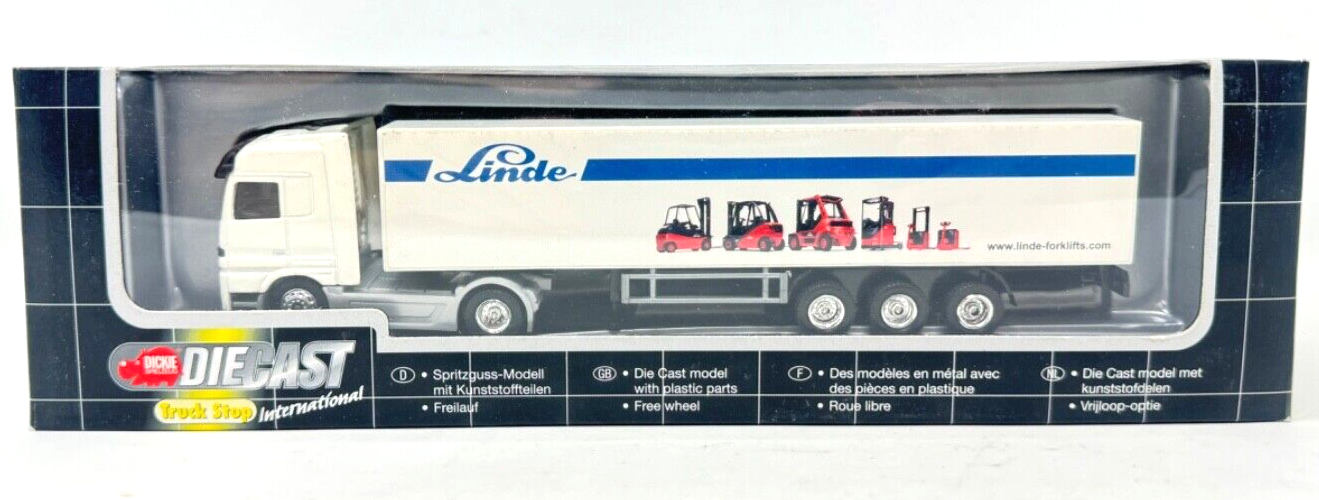 Linde
www.linde-forklifts.com
DICKIE
DIECAST
Truck Stop International
D • Spritzguss-Modell
mit Kunststoffteilen
• Freilauf
GB • Die Cast model
with plastic parts
• Free wheel
F • Des modèles en métal avec
des pièces en plastique
• Roue libre
NL • Die Cast model met
kunststofdelen
• Vrijloop-optie